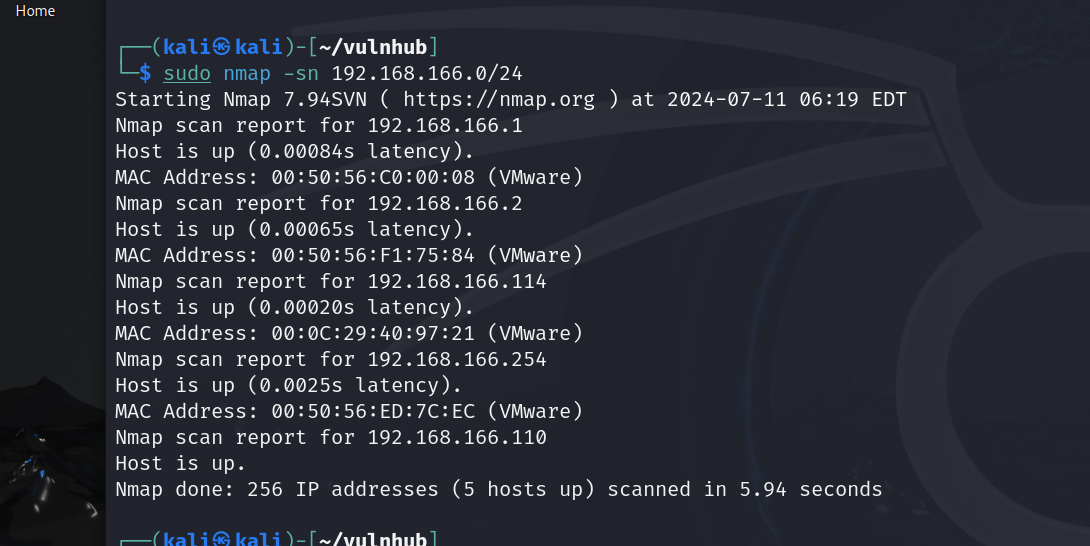 Home
┌──(kali㉿kali)-[~/vulnhub]
└─$ sudo nmap -sn 192.168.166.0/24
Starting Nmap 7.94SVN ( https://nmap.org ) at 2024-07-11 06:19 EDT
Nmap scan report for 192.168.166.1
Host is up (0.00084s latency).
MAC Address: 00:50:56:C0:00:08 (VMware)
Nmap scan report for 192.168.166.2
Host is up (0.00065s latency).
MAC Address: 00:50:56:F1:75:84 (VMware)
Nmap scan report for 192.168.166.114
Host is up (0.00020s latency).
MAC Address: 00:0C:29:40:97:21 (VMware)
Nmap scan report for 192.168.166.254
Host is up (0.0025s latency).
MAC Address: 00:50:56:ED:7C:EC (VMware)
Nmap scan report for 192.168.166.110
Host is up.
Nmap done: 256 IP addresses (5 hosts up) scanned in 5.94 seconds
┌──(kali㉿kali)-[~/vulnhub]